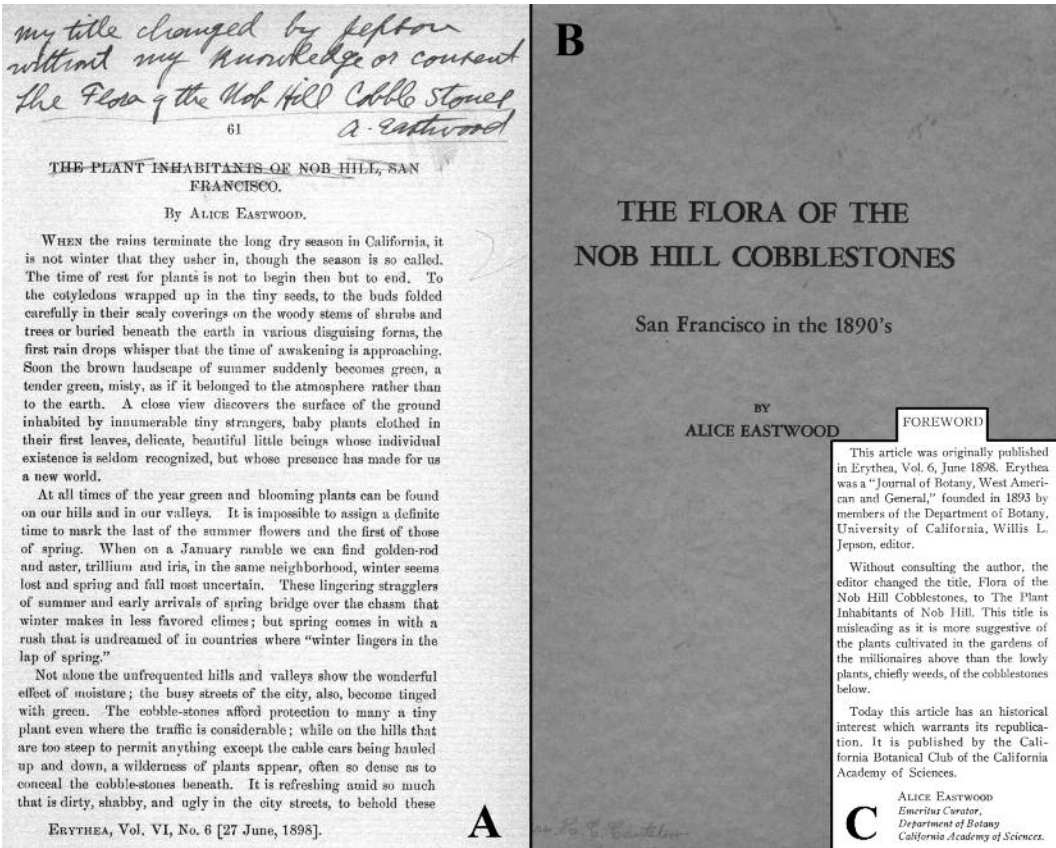 my title changed by Jepson
without my knowledge or consent
The Flora of the Nob Hill Cobble Stones
A. Eastwood
61
THE PLANT INHABITANTS OF NOB HILL, SAN
FRANCISCO.
By ALICE EASTWOOD.
WHEN the rains terminate the long dry season in California, it
is not winter that they usher in, though the season is so called.
The time of rest for plants is not to begin then but to end. To
the cotyledons wrapped up in the tiny seeds, to the buds folded
carefully in their scaly coverings on the woody stems of shrubs and
trees or buried beneath the earth in various disguising forms, the
first rain drops whisper that the time of awakening is approaching.
Soon the brown landscape of summer suddenly becomes green, a
tender green, misty, as if it belonged to the atmosphere rather than
to the earth. A close view discovers the surface of the ground
inhabited by innumerable tiny strangers, baby plants clothed in
their first leaves, delicate, beautiful little beings whose individual
existence is seldom recognized, but whose presence has made for us
a new world.
At all times of the year green and blooming plants can be found
on our hills and in our valleys. It is impossible to assign a definite
time to mark the last of the summer flowers and the first of those
of spring. When on a January ramble we can find golden-rod
and aster, trillium and iris, in the same neighborhood, winter seems
lost and spring and fall most uncertain. These lingering stragglers
of summer and early arrivals of spring bridge over the chasm that
winter makes in less favored climes; but spring comes in with a
rush that is undreamed of in countries where "winter lingers in the
lap of spring."
Not alone the unfrequented hills and valleys show the wonderful
effect of moisture; the busy streets of the city, also, become tinged
with green. The cobble-stones afford protection to many a tiny
plant even where the traffic is considerable; while on the hills that
are too steep to permit anything except the cable cars being hauled
up and down, a wilderness of plants appear, often so dense as to
conceal the cobble-stones beneath. It is refreshing amid so much
that is dirty, shabby, and ugly in the city streets, to behold these
ERYTHEA, Vol. VI, No. 6 [27 June, 1898].
A
B
THE FLORA OF THE
NOB HILL COBBLESTONES
San Francisco in the 1890's
BY
ALICE EASTWOOD
FOREWORD
This article was originally published
in Erythea, Vol. 6, June 1898. Erythea
was a "Journal of Botany, West Ameri-
can and General," founded in 1893 by
members of the Department of Botany,
University of California, Willis L.
Jepson, editor.
Without consulting the author, the
editor changed the title, Flora of the
Nob Hill Cobblestones, to The Plant
Inhabitants of Nob Hill. This title is
misleading as it is more suggestive of
the plants cultivated in the gardens of
the millionaires above than the lowly
plants, chiefly weeds, of the cobblestones
below.
Today this article has an historical
interest which warrants its republica-
tion. It is published by the Cali-
fornia Botanical Club of the California
Academy of Sciences.
ALICE EASTWOOD
Emeritus Curator,
Department of Botany
California Academy of Sciences.
C